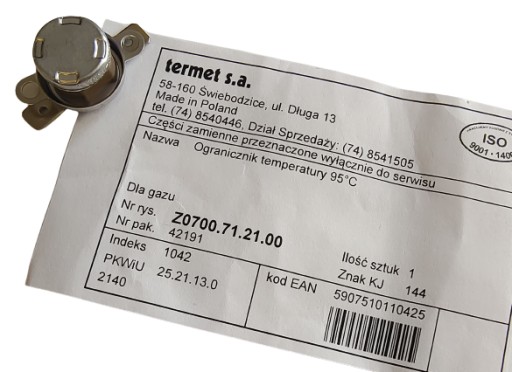 termet s.a.
58-160 Świebodzice, ul. Długa 13
Made in Poland
tel. (74) 8540446, Dział Sprzedaży: (74) 8541505
Części zamienne przeznaczone wyłącznie do serwisu
ISO
9001 · 1400
Nazwa Ogranicznik temperatury 95°C
Dla gazu
Nr rys. Z0700.71.21.00
Nr pak. 42191
Ilość sztuk 1
Indeks 1042
Znak KJ 144
PKWiU 25.21.13.0
2140
kod EAN 5907510110425